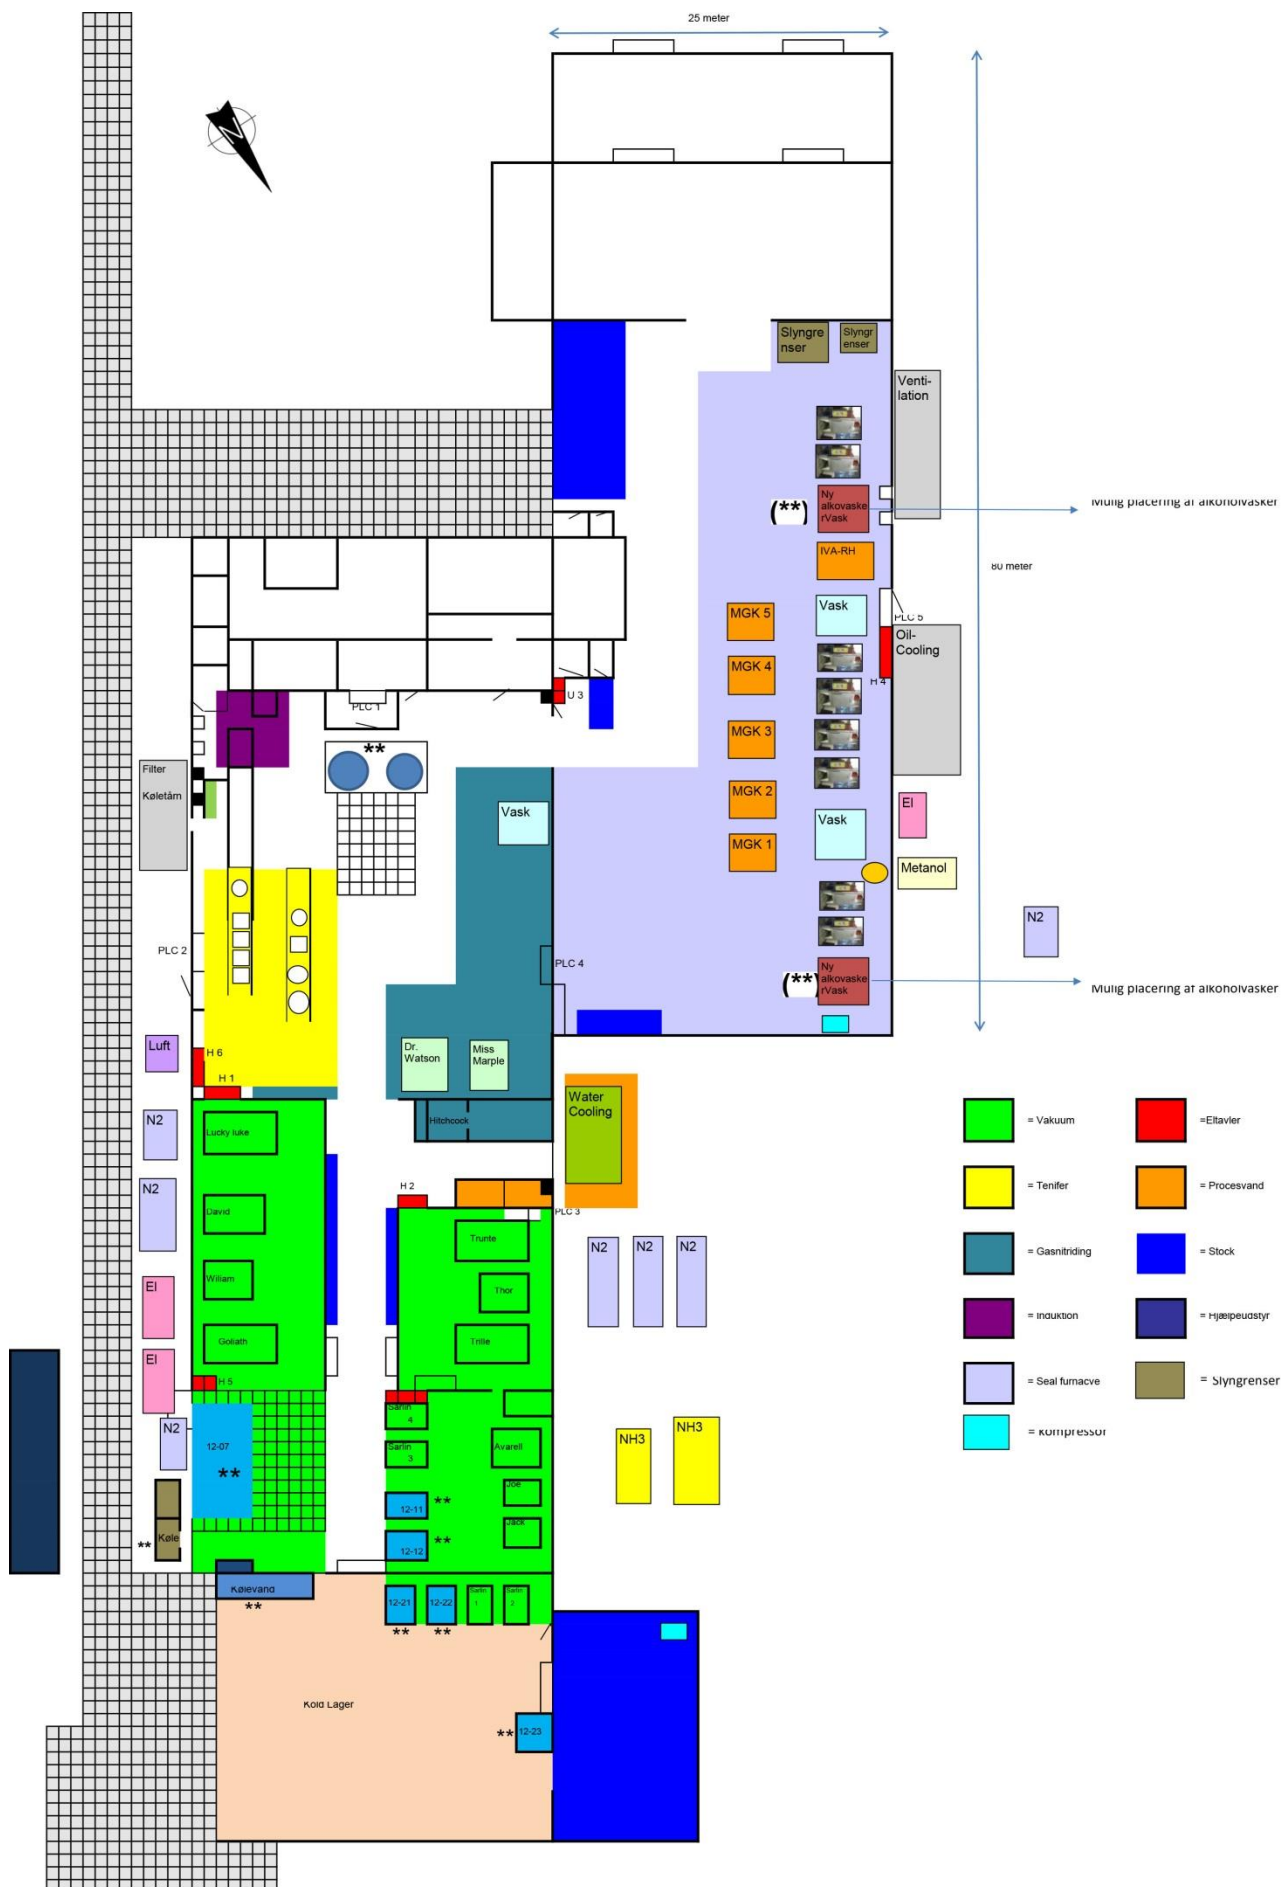 25 meter
N
Slyngre
nser
Slyngr
enser
Venti-
lation
(**)
Ny
alkovaske
rVask
Mulig placering af alkoholvasker
IVA-RH
80 meter
Vask
MGK 5
PLC 5
Oil-
Cooling
MGK 4
H 4
U 3
PLC 1
**
MGK 3
Filter
Køletårn
MGK 2
El
Vask
Vask
MGK 1
Metanol
N2
PLC 2
PLC 4
(**)
Ny
alkovaske
rVask
Mulig placering af alkoholvasker
Luft
H 6
H 1
Dr.
Watson
Miss
Marple
Water
Cooling
Hitchcock
N2
Lucky luke
= Vakuum
=Eltavler
N2
David
H 2
PLC 3
= Tenifer
= Procesvand
Trunte
N2
N2
N2
= Gasnitriding
= Stock
El
Wiliam
Thor
Goliath
Trille
= Induktion
= Hjælpeudstyr
El
H 5
= Seal furnacve
= Slyngrenser
Sarlin
4
N2
12-07
**
Sarlin
3
Avarell
NH3
NH3
= Kompressor
Joe
12-11
**
Køle
**
12-12
**
Jack
Kølevand
**
12-21
**
12-22
**
Sarlin
1
Sarlin
2
Kold Lager
**
12-23